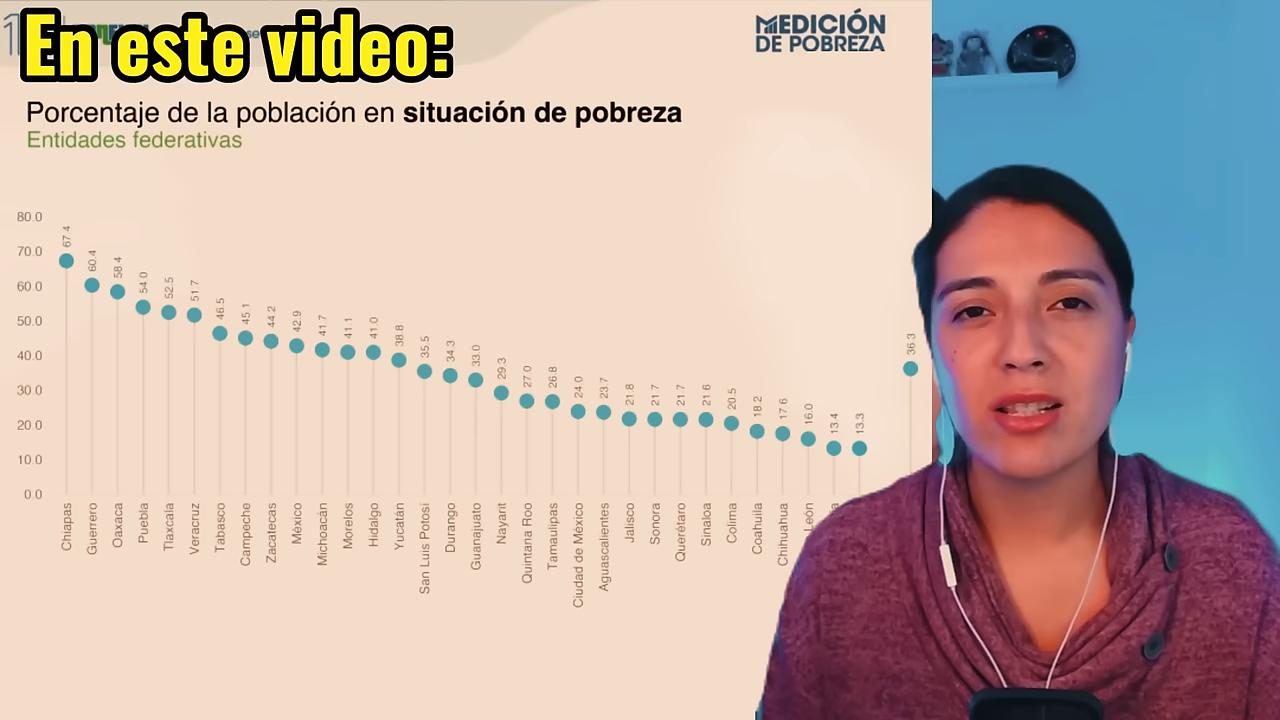 En este video:
MEDICIÓN
DE POBREZA
Porcentaje de la población en situación de pobreza
Entidades federativas
80.0
70.0
60.0
50.0
40.0
30.0
20.0
10.0
0.0
67.4
60.4
58.4
54.0
52.5
51.7
46.5
45.1
44.2
42.9
41.7
41.1
41.0
38.8
35.5
34.3
33.0
29.3
27.0
26.8
24.0
23.7
21.8
21.7
21.7
21.6
20.5
18.2
17.6
16.0
13.4
13.3
36.3
Chiapas
Guerrero
Oaxaca
Puebla
Tlaxcala
Veracruz
Tabasco
Campeche
Zacatecas
México
Michoacán
Morelos
Hidalgo
Yucatán
San Luis Potosí
Durango
Guanajuato
Nayarit
Quintana Roo
Tamaulipas
Ciudad de México
Aguascalientes
Jalisco
Sonora
Querétaro
Sinaloa
Colima
Coahuila
Chihuahua
León